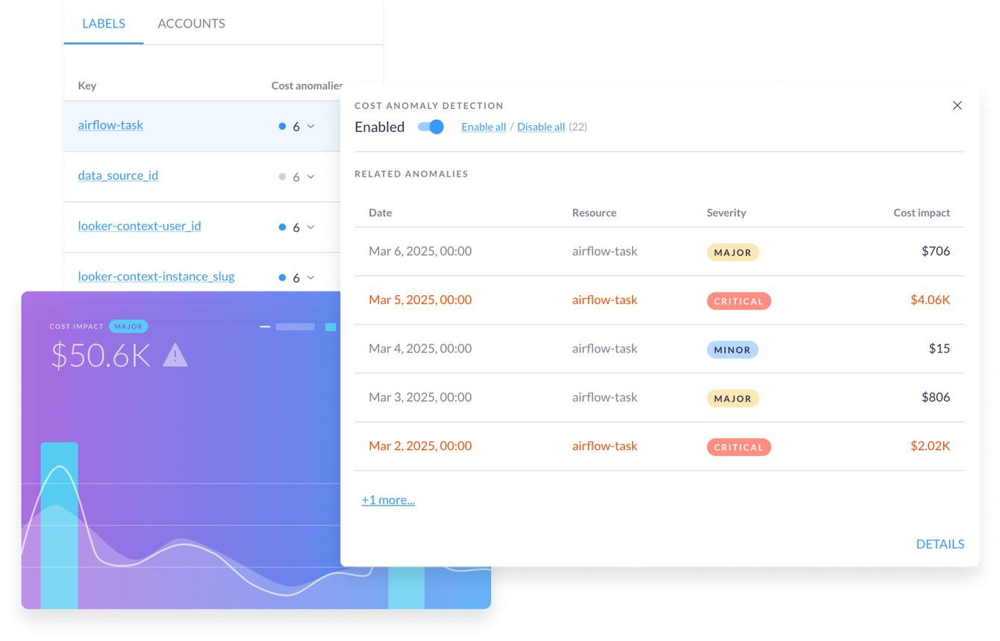 LABELS ACCOUNTS
Key Cost anomalies
airflow-task 6
data_source_id 6
looker-context-user_id 6
looker-context-instance_slug 6
COST IMPACT MAJOR
$50.6K
COST ANOMALY DETECTION
Enabled Enable all / Disable all (22)
RELATED ANOMALIES
Date Resource Severity Cost impact
Mar 6, 2025, 00:00 airflow-task MAJOR $706
Mar 5, 2025, 00:00 airflow-task CRITICAL $4.06K
Mar 4, 2025, 00:00 airflow-task MINOR $15
Mar 3, 2025, 00:00 airflow-task MAJOR $806
Mar 2, 2025, 00:00 airflow-task CRITICAL $2.02K
+1 more...
DETAILS